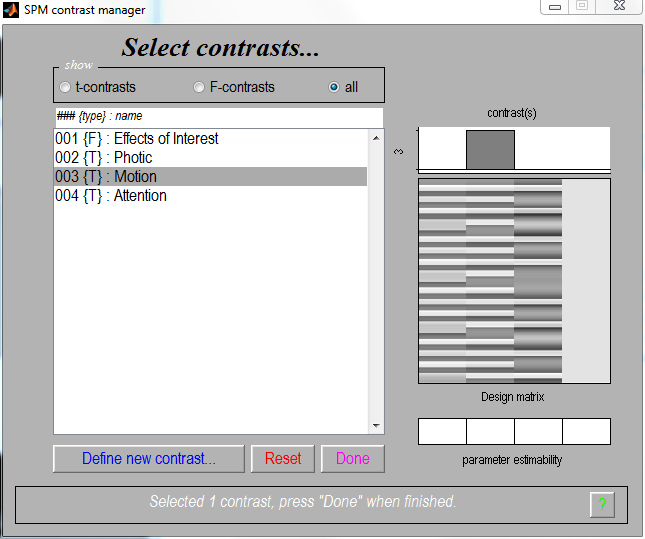 SPM contrast manager
Select contrasts...
show
t-contrasts F-contrasts all
### {type} : name
001 {F} : Effects of Interest
002 {T} : Photic
003 {T} : Motion
004 {T} : Attention
contrast(s)
3
Design matrix
parameter estimability
Define new contrast... Reset Done
Selected 1 contrast, press "Done" when finished.
?